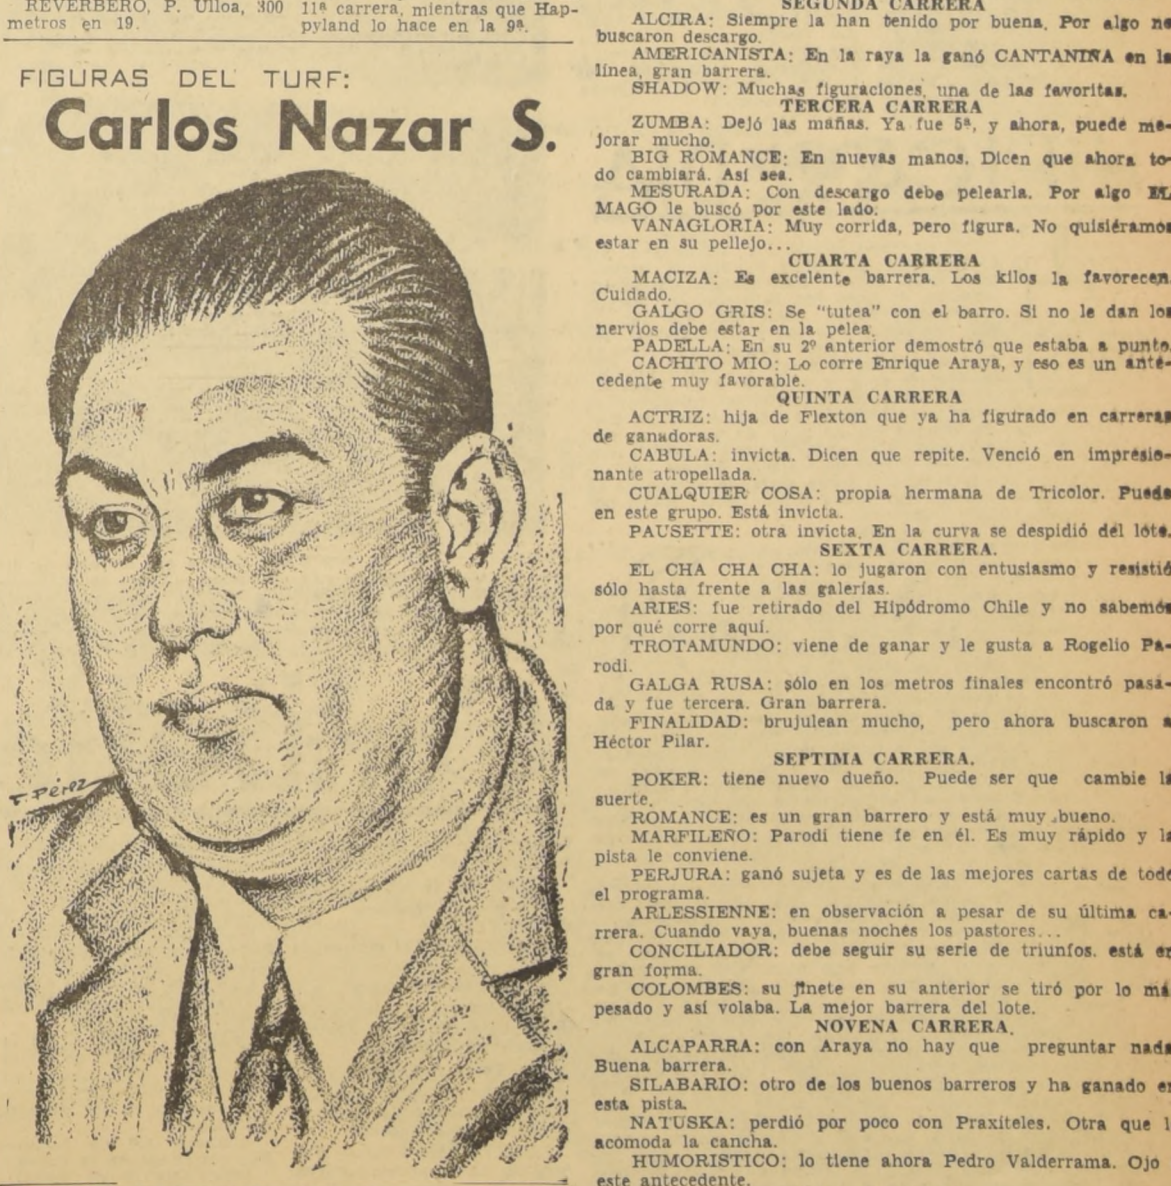 REVERBERO, P. Ulloa, 300
metros en 19.
11ª carrera, mientras que Hap-
pyland lo hace en la 9ª.
FIGURAS DEL TURF:
Carlos Nazar S.
F. Pérez
SEGUNDA CARRERA
ALCIRA: Siempre la han tenido por buena. Por algo no
buscaron descargo.
AMERICANISTA: En la raya la ganó CANTANIÑA en la
línea, gran barrera.
SHADOW: Muchas figuraciones, una de las favoritas.
TERCERA CARRERA
ZUMBA: Dejó las mañas. Ya fue 5ª, y ahora, puede me-
jorar mucho.
BIG ROMANCE: En nuevas manos. Dicen que ahora to-
do cambiará. Así sea.
MESURADA: Con descargo debe pelearla. Por algo EL
MAGO le buscó por este lado.
VANAGLORIA: Muy corrida, pero figura. No quisiéramos
estar en su pellejo...
CUARTA CARRERA
MACIZA: Es excelente barrera. Los kilos la favorecen.
Cuidado.
GALGO GRIS: Se "tutea" con el barro. Si no le dan los
nervios debe estar en la pelea.
PADELLA: En su 2º anterior demostró que estaba a punto.
CACHITO MIO: Lo corre Enrique Araya, y eso es un ante-
cedente muy favorable.
QUINTA CARRERA
ACTRIZ: hija de Flexton que ya ha figurado en carreras
de ganadoras.
CABULA: invicta. Dicen que repite. Venció en impresio-
nante atropellada.
CUALQUIER COSA: propia hermana de Tricolor. Puede
en este grupo. Está invicta.
PAUSETTE: otra invicta. En la curva se despidió del lote.
SEXTA CARRERA.
EL CHA CHA CHA: lo jugaron con entusiasmo y resistió
sólo hasta frente a las galerías.
ARIES: fue retirado del Hipódromo Chile y no sabemos
por qué corre aquí.
TROTAMUNDO: viene de ganar y le gusta a Rogelio Pa-
rodi.
GALGA RUSA: sólo en los metros finales encontró pasa-
da y fue tercera. Gran barrera.
FINALIDAD: brujulean mucho, pero ahora buscaron a
Héctor Pilar.
SEPTIMA CARRERA.
POKER: tiene nuevo dueño. Puede ser que cambie la
suerte.
ROMANCE: es un gran barrero y está muy bueno.
MARFILEÑO: Parodi tiene fe en él. Es muy rápido y la
pista le conviene.
PERJURA: ganó sujeta y es de las mejores cartas de todo
el programa.
ARLESSIENNE: en observación a pesar de su última ca-
rrera. Cuando vaya, buenas noches los pastores...
CONCILIADOR: debe seguir su serie de triunfos. está en
gran forma.
COLOMBES: su jinete en su anterior se tiró por lo má
pesado y así volaba. La mejor barrera del lote.
NOVENA CARRERA.
ALCAPARRA: con Araya no hay que preguntar nada
Buena barrera.
SILABARIO: otro de los buenos barreros y ha ganado en
esta pista.
NATUSKA: perdió por poco con Praxiteles. Otra que l
acomoda la cancha.
HUMORISTICO: lo tiene ahora Pedro Valderrama. Ojo
este antecedente.